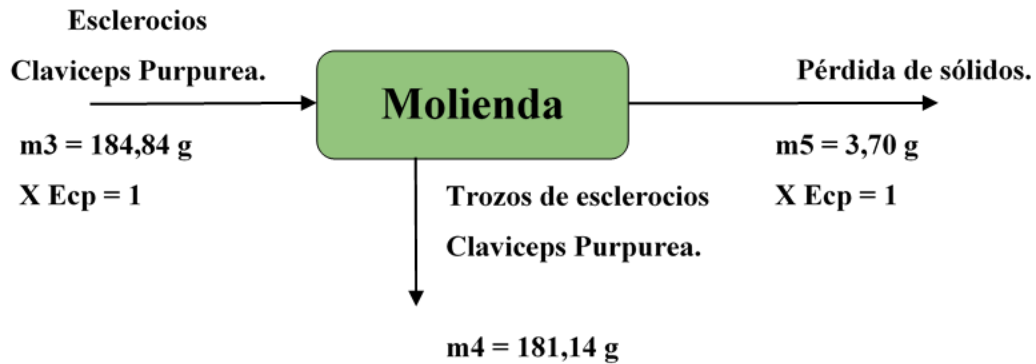 Esclerocios
Claviceps Purpurea.
Molienda
Pérdida de sólidos.
m3 = 184,84 g
X Ecp = 1
m5 = 3,70 g
X Ecp = 1
Trozos de esclerocios
Claviceps Purpurea.
m4 = 181,14 g